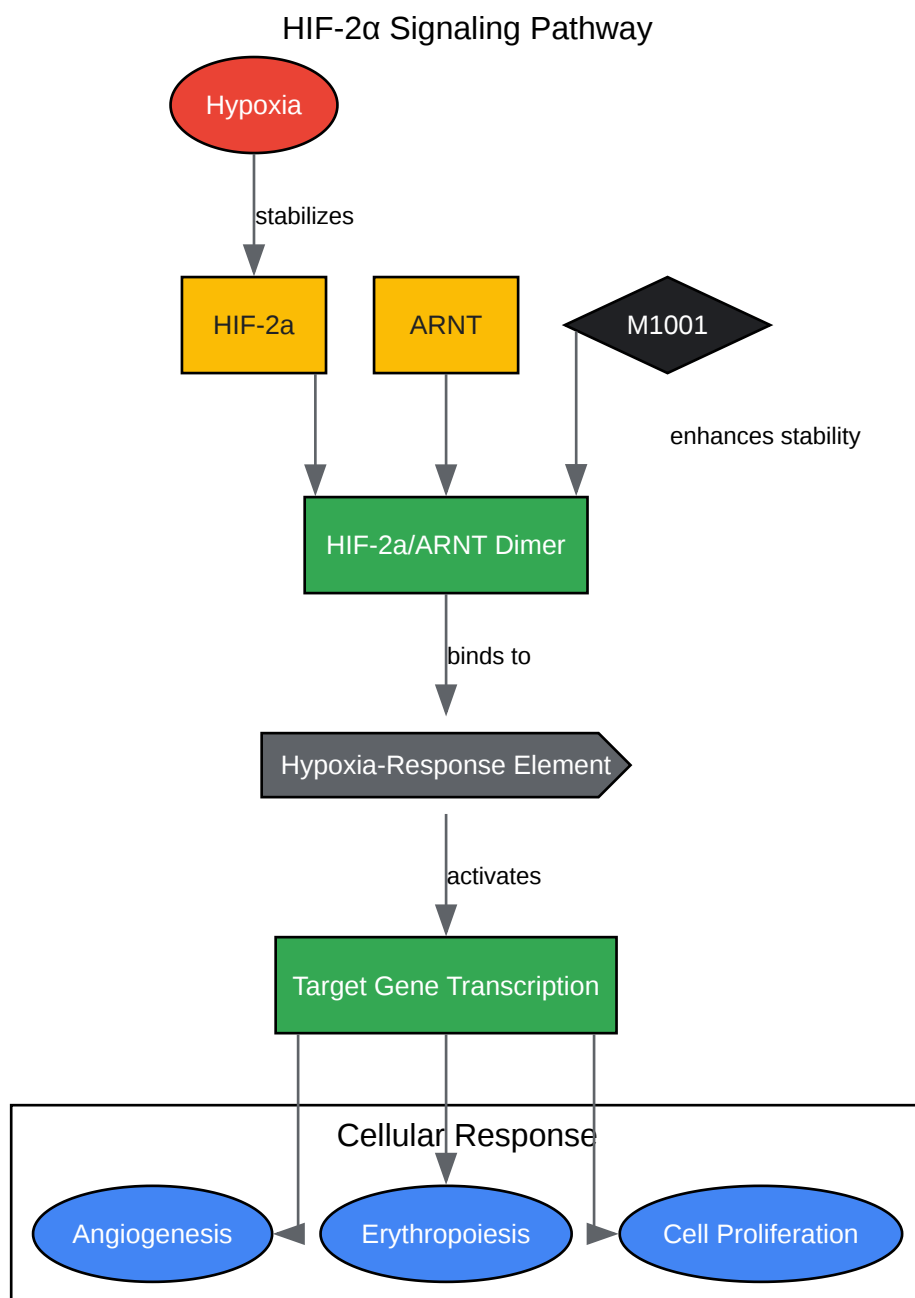 HIF-2α Signaling Pathway
Hypoxia
stabilizes
HIF-2a
ARNT
M1001
enhances stability
HIF-2a/ARNT Dimer
binds to
Hypoxia-Response Element
activates
Target Gene Transcription
Cellular Response
Angiogenesis
Erythropoiesis
Cell Proliferation